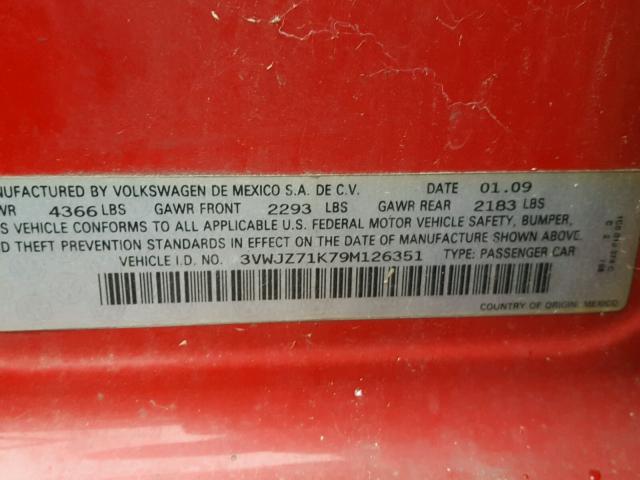 NUFACTURED BY VOLKSWAGEN DE MEXICO S.A. DE C.V. DATE 01.09
WR 4366 LBS GAWR FRONT 2293 LBS GAWR REAR 2183 LBS
S VEHICLE CONFORMS TO ALL APPLICABLE U.S. FEDERAL MOTOR VEHICLE SAFETY, BUMPER,
D THEFT PREVENTION STANDARDS IN EFFECT ON THE DATE OF MANUFACTURE SHOWN ABOVE.
VEHICLE I.D. NO. 3VWJZ71K79M126351 TYPE: PASSENGER CAR
COUNTRY OF ORIGIN: MEXICO